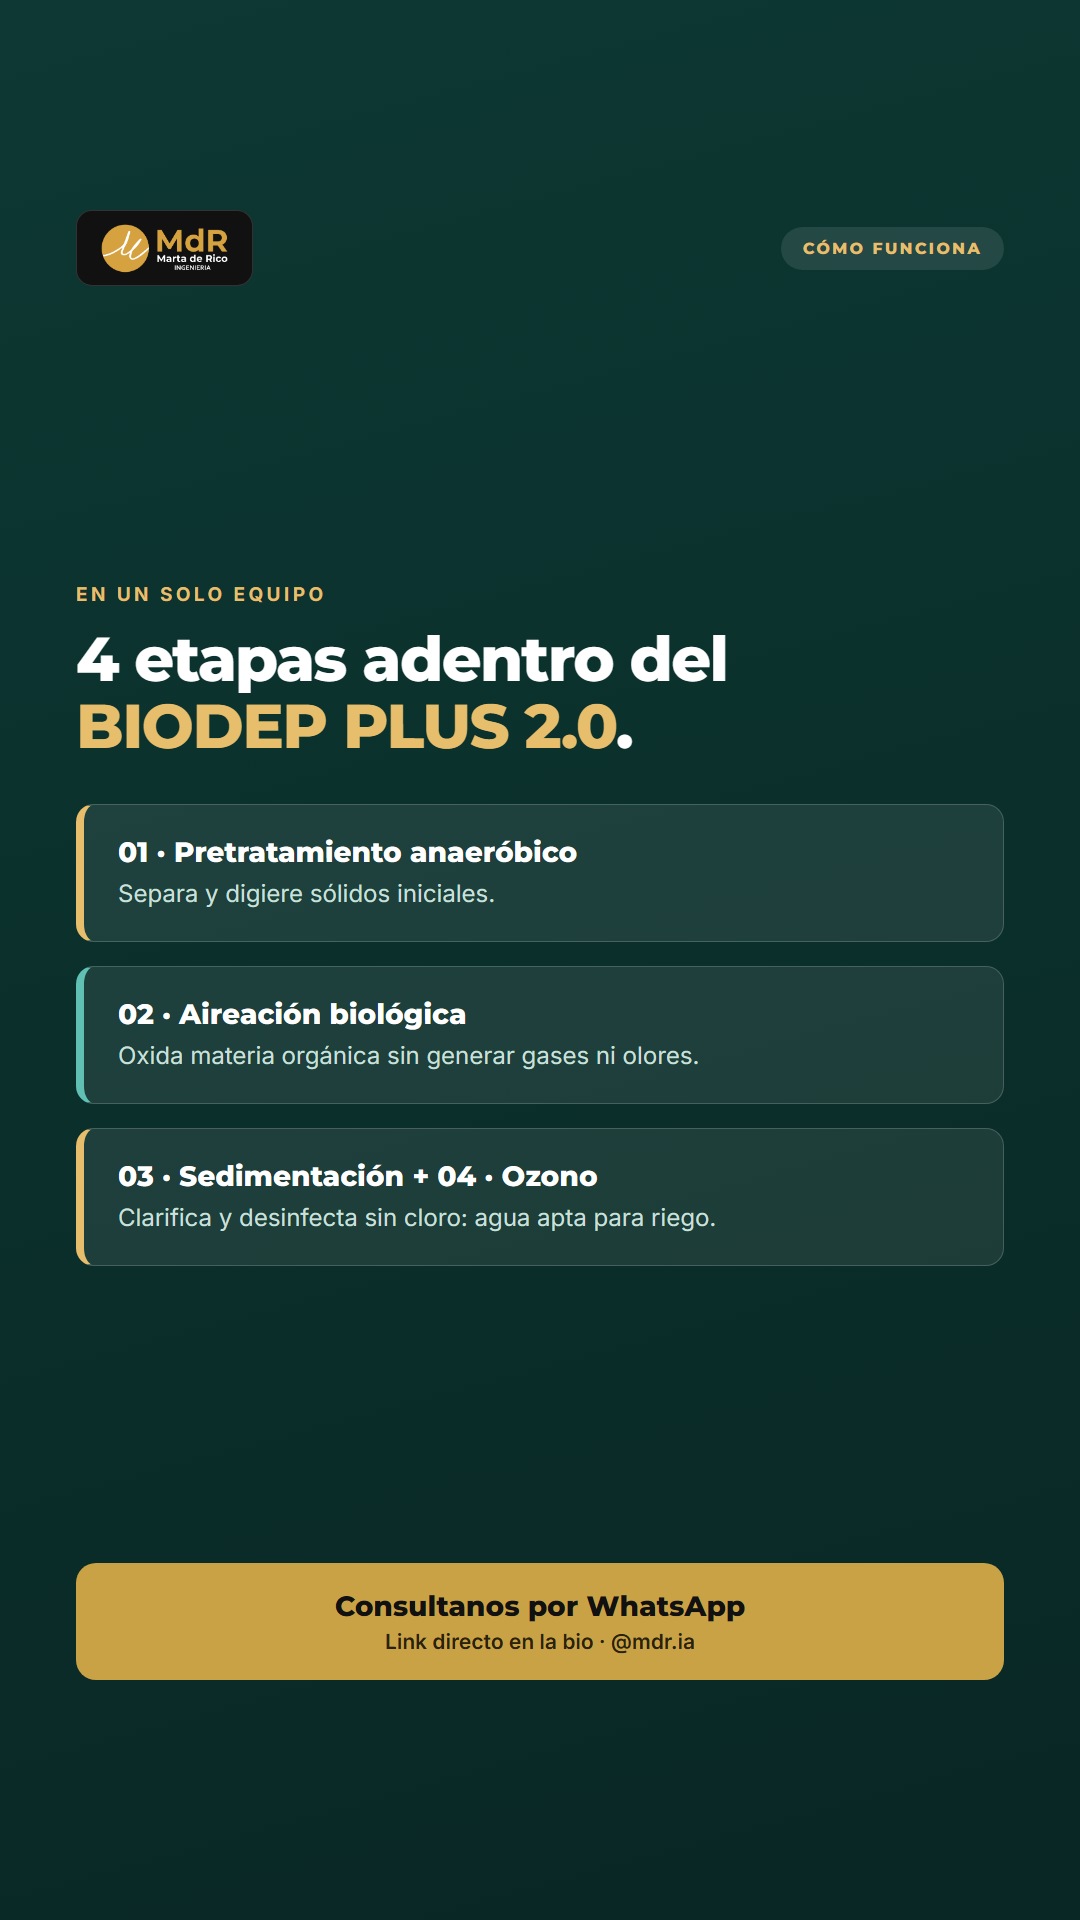 MdR
Marta de Rico
INGENIERIA
CÓMO FUNCIONA
EN UN SOLO EQUIPO
4 etapas adentro del
BIODEP PLUS 2.0.
01 · Pretratamiento anaeróbico
Separa y digiere sólidos iniciales.
02 · Aireación biológica
Oxida materia orgánica sin generar gases ni olores.
03 · Sedimentación + 04 · Ozono
Clarifica y desinfecta sin cloro: agua apta para riego.
Consultanos por WhatsApp
Link directo en la bio · @mdr.ia